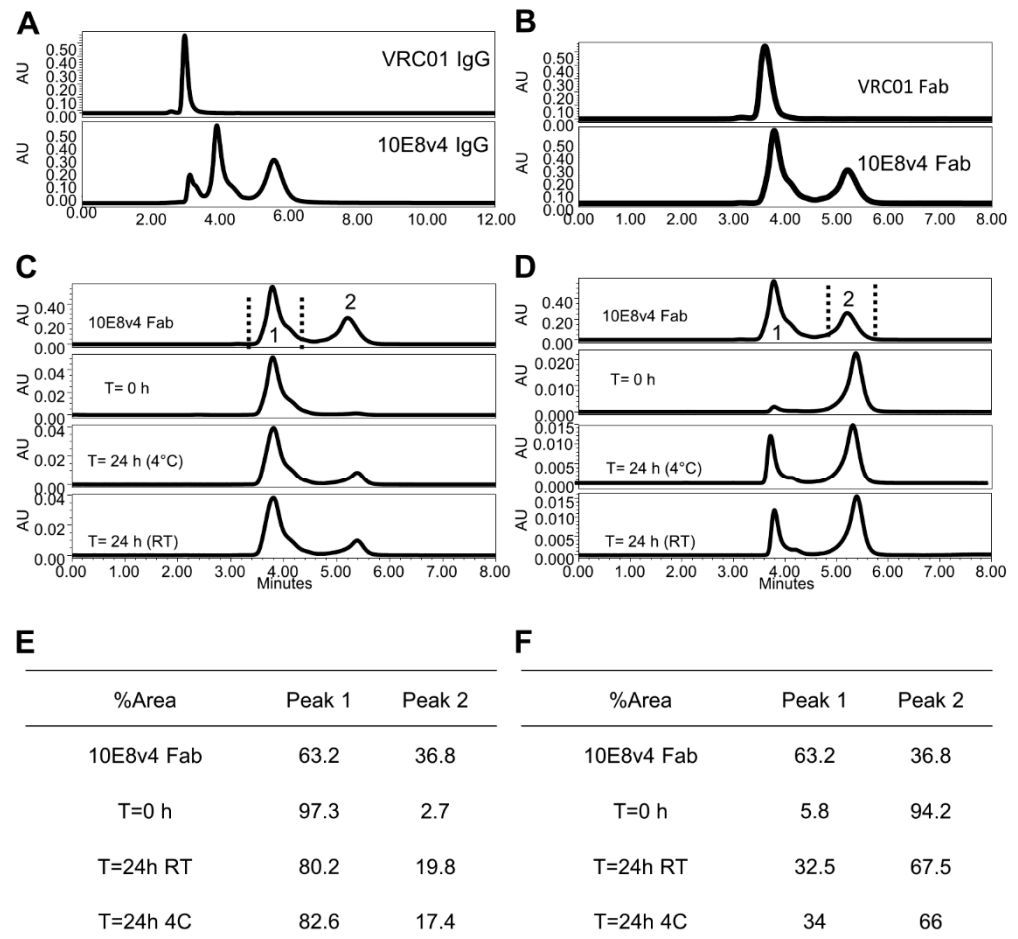 A
AU
0.50
0.40
0.30
0.20
0.10
0.00
VRC01 IgG
AU
0.50
0.40
0.30
0.20
0.10
0.00
10E8v4 IgG
0.00 2.00 4.00 6.00 8.00 10.00 12.00
B
AU
0.50
0.40
0.30
0.20
0.10
0.00
VRC01 Fab
AU
0.50
0.40
0.30
0.20
0.10
0.00
10E8v4 Fab
0.00 1.00 2.00 3.00 4.00 5.00 6.00 7.00 8.00
C
AU
0.40
0.20
0.00
10E8v4 Fab
1
2
AU
0.04
0.02
0.00
T= 0 h
AU
0.04
0.02
0.00
T= 24 h (4°C)
AU
0.04
0.02
0.00
T= 24 h (RT)
0.00 1.00 2.00 3.00 4.00 5.00 6.00 7.00 8.00
Minutes
D
AU
0.40
0.20
0.00
10E8v4 Fab
1
2
AU
0.020
0.010
0.000
T= 0 h
AU
0.015
0.010
0.005
0.000
T= 24 h (4°C)
AU
0.015
0.010
0.005
0.000
T= 24 h (RT)
0.00 1.00 2.00 3.00 4.00 5.00 6.00 7.00 8.00
Minutes
E
%Area Peak 1 Peak 2
10E8v4 Fab 63.2 36.8
T=0 h 97.3 2.7
T=24h RT 80.2 19.8
T=24h 4C 82.6 17.4
F
%Area Peak 1 Peak 2
10E8v4 Fab 63.2 36.8
T=0 h 5.8 94.2
T=24h RT 32.5 67.5
T=24h 4C 34 66